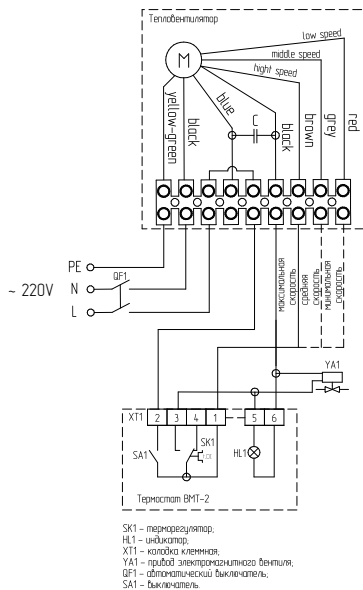 Тепловентилятор
low speed
middle speed
hight speed
M
yellow-green
black
blue
C
black
brown
grey
red
PE
QF1
~ 220V
N
L
максимальная
скорость
средняя
скорость
минимальная
скорость
YA1
XT1
2
3
4
1
5
6
SA1
SK1
t°C
HL1
Термостат ВМТ-2
SK1 – терморегулятор;
HL1 – индикатор;
XT1 – колодка клеммная;
YA1 – привод электромагнитного вентиля;
QF1 – автоматический выключатель;
SA1 – выключатель.